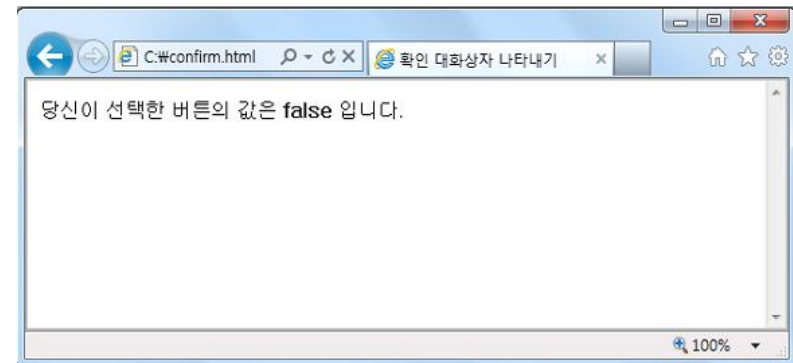 C:₩confirm.html
확인 대화상자 나타내기
당신이 선택한 버튼의 값은 false 입니다.
100%